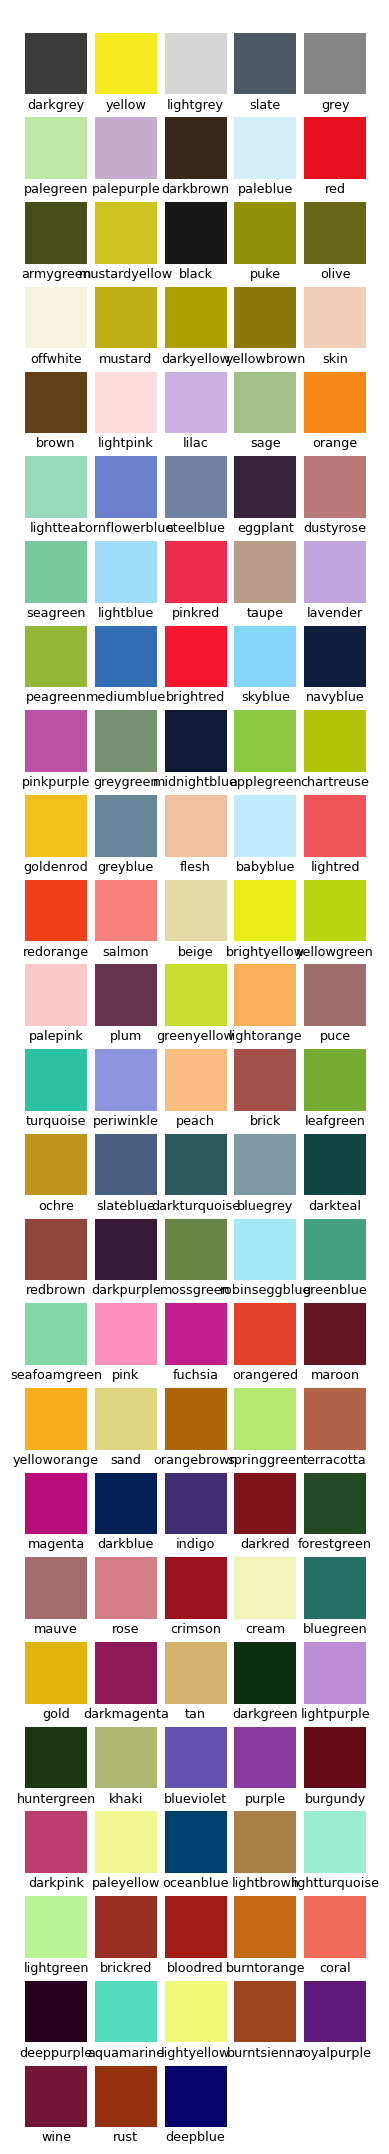 darkgrey yellow lightgrey slate grey
palegreen palepurple darkbrown paleblue red
armygreen mustardyellow black puke olive
offwhite mustard darkyellow yellowbrown skin
brown lightpink lilac sage orange
lightteal cornflowerblue steelblue eggplant dustyrose
seagreen lightblue pinkred taupe lavender
peagreen mediumblue brightred skyblue navyblue
pinkpurple greygreen midnightblue applegreen chartreuse
goldenrod greyblue flesh babyblue lightred
redorange salmon beige brightyellow yellowgreen
palepink plum greenyellow lightorange puce
turquoise periwinkle peach brick leafgreen
ochre slateblue darkturquoise bluegrey darkteal
redbrown darkpurple mossgreen robinseggblue greenblue
seafoamgreen pink fuchsia orangered maroon
yelloworange sand orangebrown springgreen terracotta
magenta darkblue indigo darkred forestgreen
mauve rose crimson cream bluegreen
gold darkmagenta tan darkgreen lightpurple
huntergreen khaki blueviolet purple burgundy
darkpink paleyellow oceanblue lightbrown lightturquoise
lightgreen brickred bloodred burntorange coral
deeppurple aquamarine lightyellow burntsienna royalpurple
wine rust deepblue